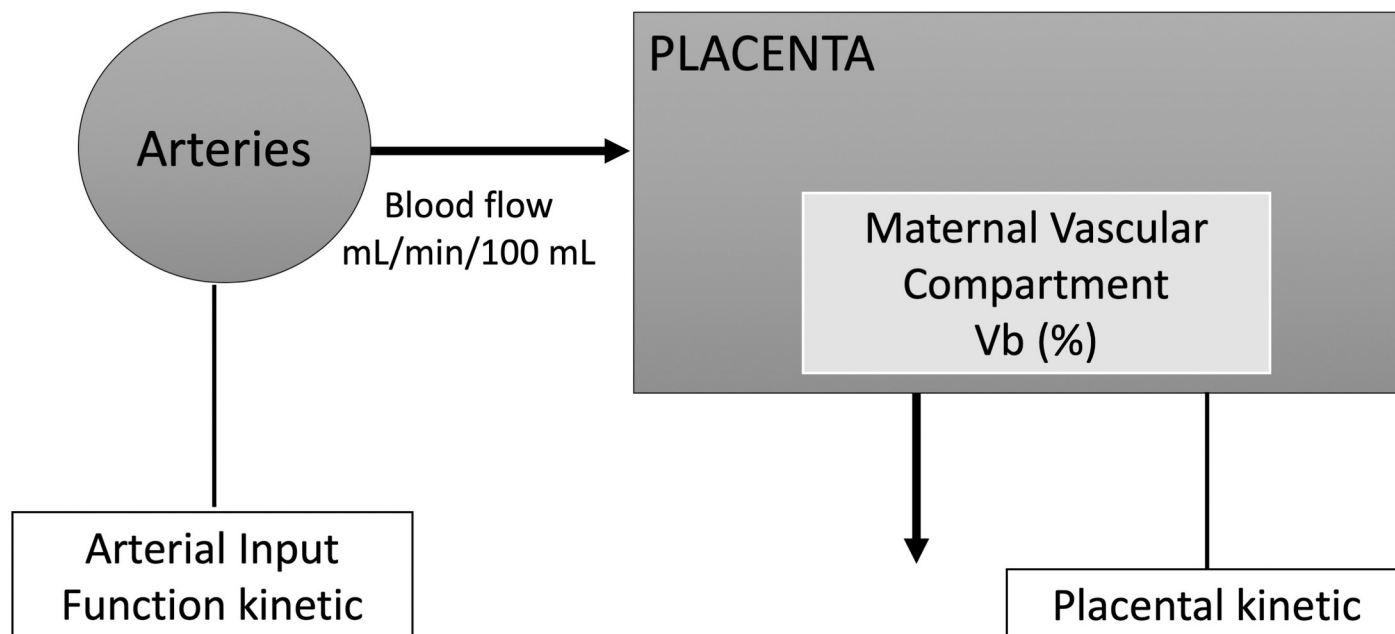 PLACENTA
Arteries
Blood flow
mL/min/100 mL
Maternal Vascular
Compartment
Vb (%)
Arterial Input
Function kinetic
Placental kinetic